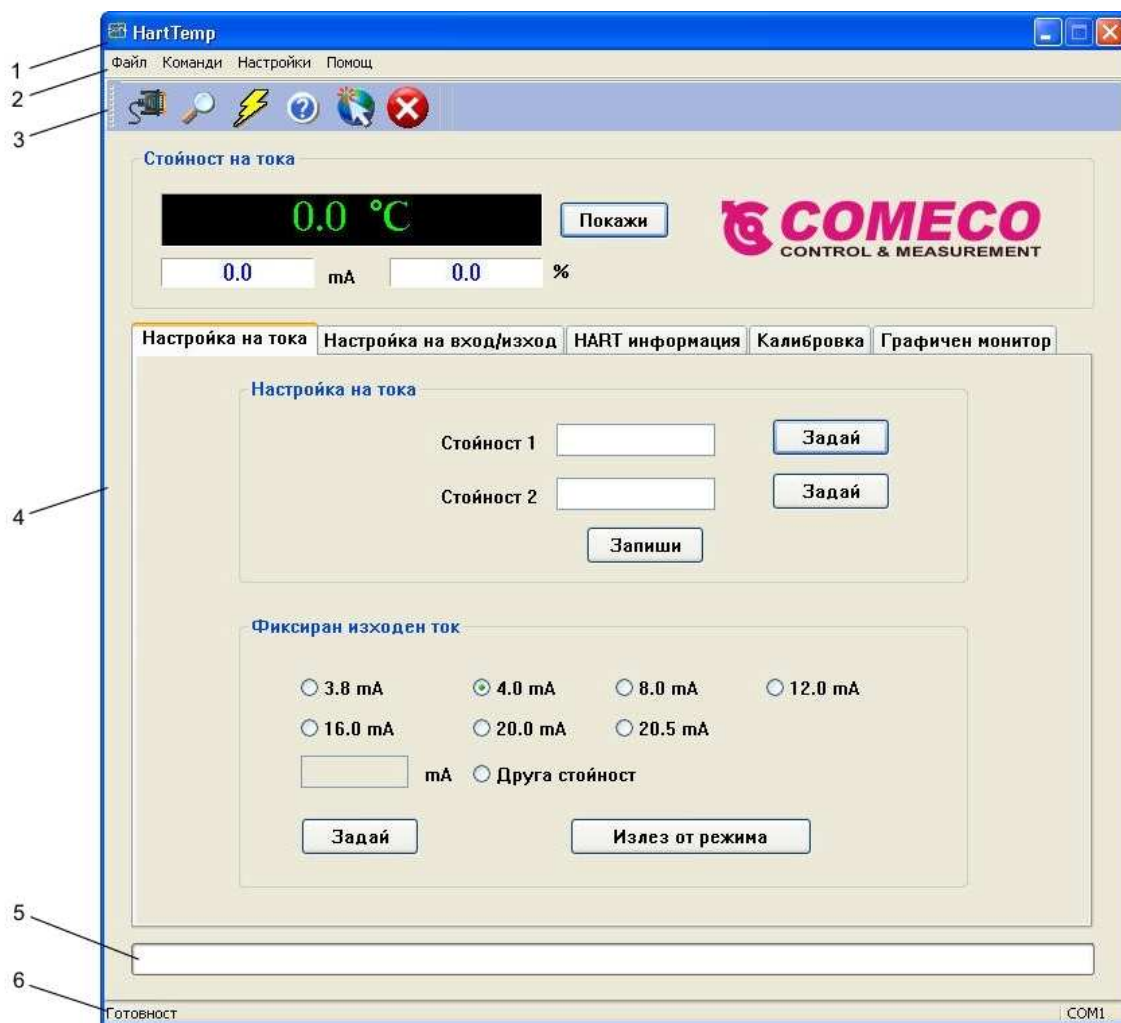 HartTemp
1
Файл Команди Настройки Помощ
2
3
Стойност на тока
0.0 °C
Покажи
COMECO
CONTROL & MEASUREMENT
0.0 mA 0.0 %
Настройка на тока Настройка на вход/изход HART информация Калибровка Графичен монитор
Настройка на тока
Стойност 1 Задай
4
Стойност 2 Задай
Запиши
Фиксиран изходен ток
3.8 mA 4.0 mA 8.0 mA 12.0 mA
16.0 mA 20.0 mA 20.5 mA
mA Друга стойност
Задай Излез от режима
5
6
Готовност COM1